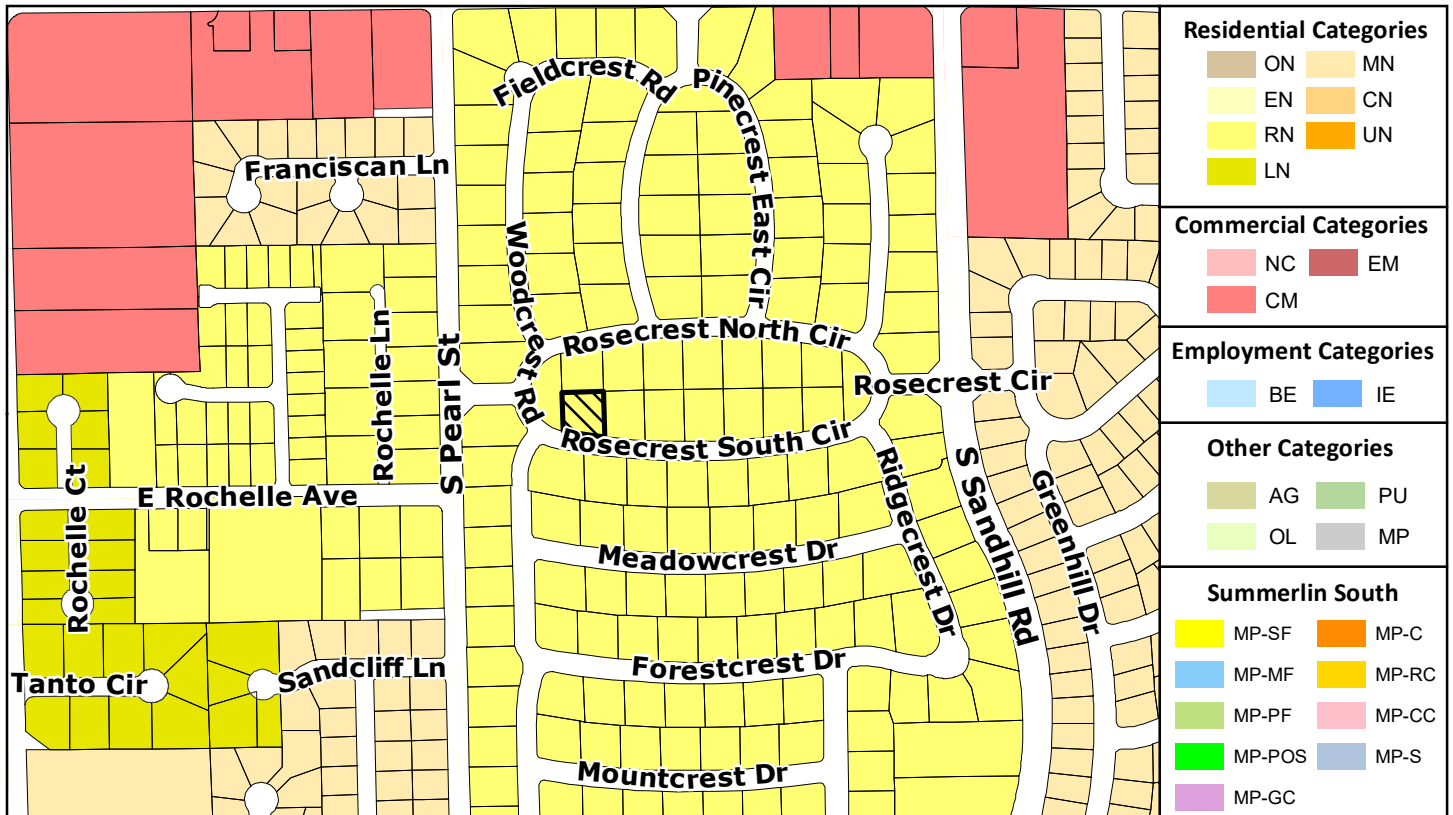 Fieldcrest Rd
Pinecrest East Cir
Franciscan Ln
Woodcrest Rd
Rochelle Ln
S Pearl St
Rosecrest North Cir
Rosecrest Cir
Rosecrest South Cir
Rochelle Ct
E Rochelle Ave
Ridgecrest Dr
S Sandhill Rd
Greenhill Dr
Meadowcrest Dr
Forestcrest Dr
Tanto Cir
Sandcliff Ln
Mountcrest Dr
Residential Categories
ON MN
EN CN
RN UN
LN
Commercial Categories
NC EM
CM
Employment Categories
BE IE
Other Categories
AG PU
OL MP
Summerlin South
MP-SF MP-C
MP-MF MP-RC
MP-PF MP-CC
MP-POS MP-S
MP-GC